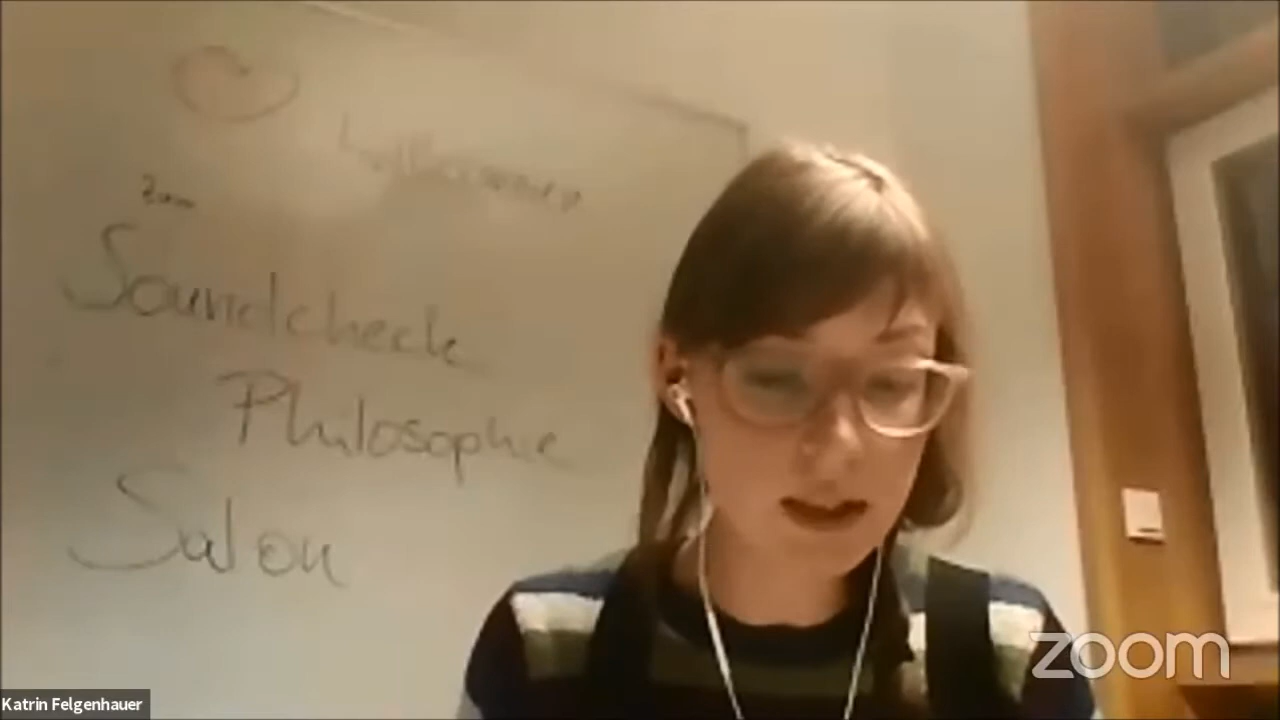 Willkommen
zum
Soundcheck
Philosophie
Salon
zoom
Katrin Felgenhauer